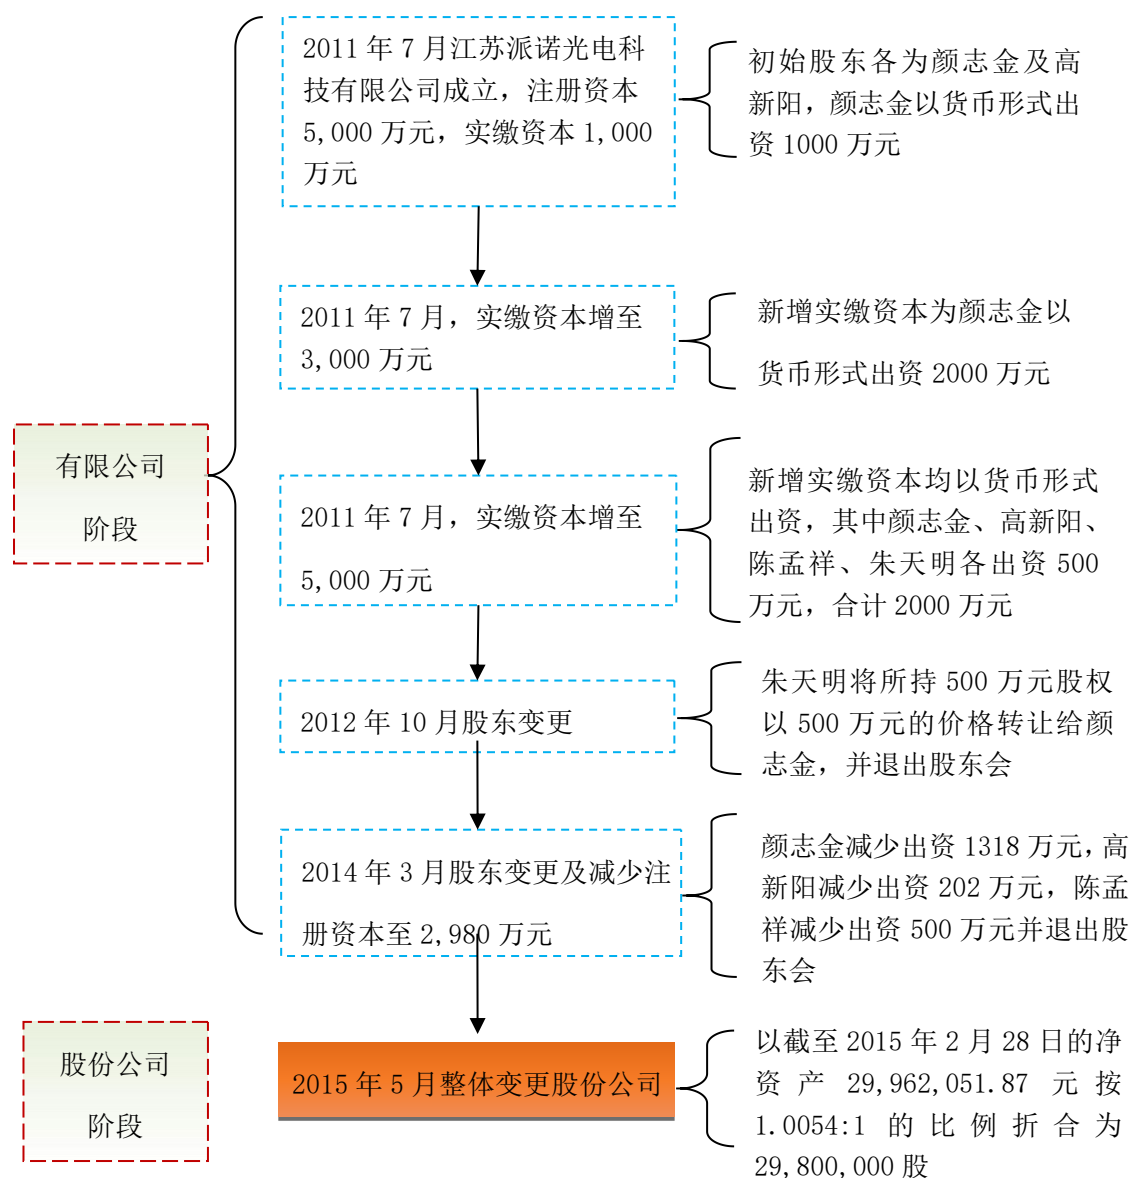 2011 年 7 月江苏派诺光电科
技有限公司成立，注册资本
5,000 万元，实缴资本 1,000
万元
初始股东各为颜志金及高
新阳，颜志金以货币形式出
资 1000 万元
2011 年 7 月，实缴资本增至
3,000 万元
新增实缴资本为颜志金以
货币形式出资 2000 万元
有限公司
阶段
2011 年 7 月，实缴资本增至
5,000 万元
新增实缴资本均以货币形式
出资，其中颜志金、高新阳、
陈孟祥、朱天明各出资 500
万元，合计 2000 万元
2012 年 10 月股东变更
朱天明将所持 500 万元股权
以 500 万元的价格转让给颜
志金，并退出股东会
2014 年 3 月股东变更及减少注
册资本至 2,980 万元
颜志金减少出资 1318 万元，高
新阳减少出资 202 万元，陈孟
祥减少出资 500 万元并退出股
东会
股份公司
阶段
2015 年 5 月整体变更股份公司
以截至 2015 年 2 月 28 日的净
资产 29,962,051.87 元按
1.0054:1 的比例折合为
29,800,000 股